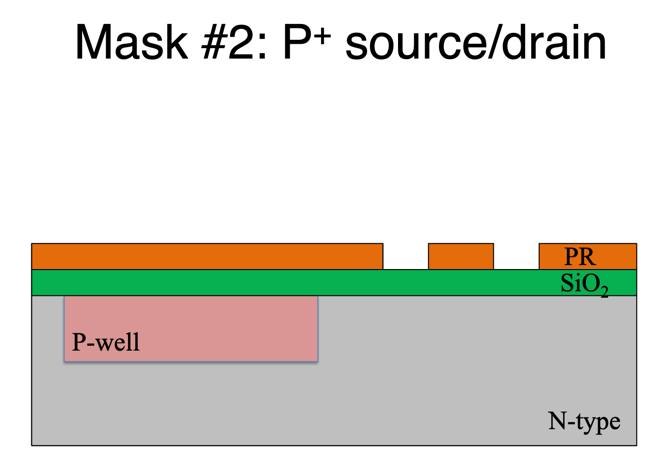 Mask #2: P⁺ source/drain
PR
SiO₂
P-well
N-type